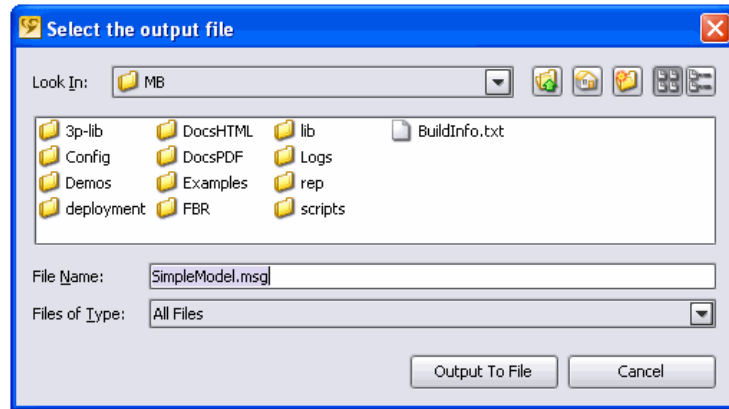 Select the output file
Look In: MB
3p-lib DocsHTML lib BuildInfo.txt
Config DocsPDF Logs
Demos Examples rep
deployment FBR scripts
File Name: SimpleModel.msg
Files of Type: All Files
Output To File Cancel